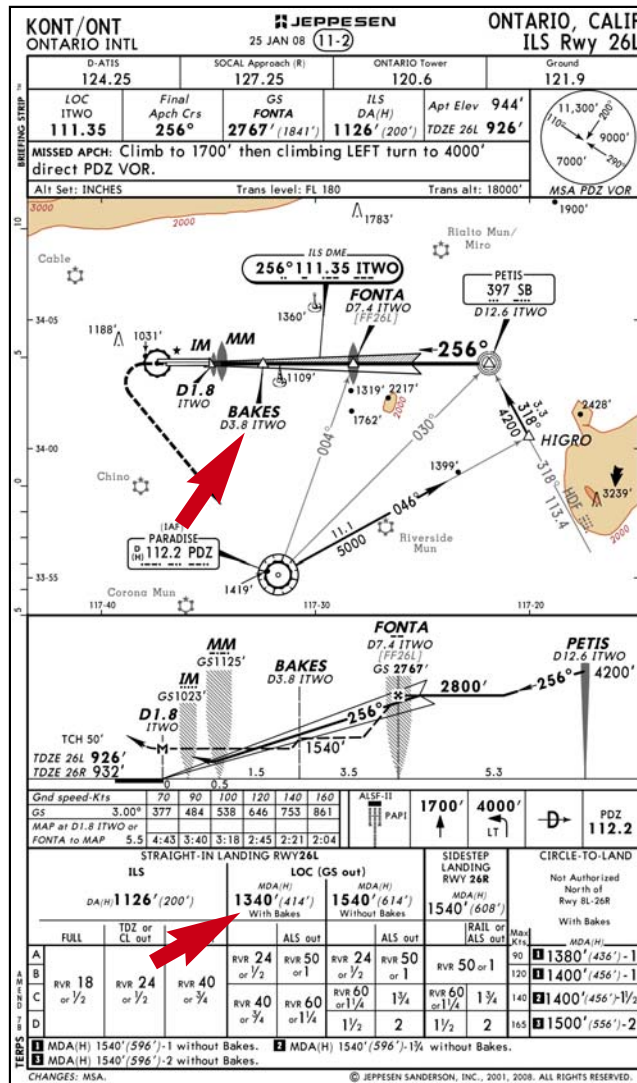 KONT/ONT JEPPESEN ONTARIO, CALIF
ONTARIO INTL 25 JAN 08 11-2 ILS Rwy 26L
D-ATIS SOCAL Approach (R) ONTARIO Tower Ground
124.25 127.25 120.6 121.9
BRIEFING STRIP TM
LOC Final GS ILS Apt Elev 944'
ITWO Apch Crs FONTA DA(H) TDZE 26L 926'
111.35 256° 2767' (1841') 1126' (200')
MISSED APCH: Climb to 1700' then climbing LEFT turn to 4000'
direct PDZ VOR.
Alt Set: INCHES Trans level: FL 180 Trans alt: 18000'
11,300' 200°
110° 9000'
7000' 290°
MSA PDZ VOR
3000
2000
1783'
1900'
10
Cable
Rialto Mun/
Miro
ILS DME
256° 111.35 ITWO
PETIS
397 SB
D12.6 ITWO
FONTA
D7.4 ITWO
[FF26L]
1360'
34-05
1188'
1031'
IM MM
256°
5
D1.8
ITWO
1109'
BAKES
D3.8 ITWO
1319' 2217'
2000
1762'
004°
030°
318°
3.3
4200
2428'
2000
HIGRO
34-00
1399'
318°
HDF
113.4
3239'
Chino
0
046°
11.1
5000
(IAF)
PARADISE
D
(H) 112.2 PDZ
Riverside
Mun
2000
33-55
1419'
Corona Mun
5
117-40 117-30 117-20
FONTA
D7.4 ITWO
[FF26L]
GS 2767'
PETIS
D12.6 ITWO
4200'
MM
GS1125'
IM
GS1023'
BAKES
D3.8 ITWO
D1.8
ITWO
2800'
256°
256°
1540'
TCH 50'
M
TDZE 26L 926'
TDZE 26R 932'
0 0.5 1.5 3.5 5.3
Gnd speed-Kts 70 90 100 120 140 160
GS 3.00° 377 484 538 646 753 861
MAP at D1.8 ITWO or
FONTA to MAP 5.5 4:43 3:40 3:18 2:45 2:21 2:04
ALSF-II
PAPI
1700' 4000'
LT
D
PDZ
112.2
STRAIGHT-IN LANDING RWY26L SIDESTEP LANDING RWY 26R CIRCLE-TO-LAND
ILS LOC (GS out)
DA(H) 1126' (200')
MDA(H)
1340' (414')
With Bakes
MDA(H)
1540' (614')
Without Bakes
MDA(H)
1540' (608')
Not Authorized
North of
Rwy 8L-26R
With Bakes
FULL TDZ or CL out ALS out ALS out RAIL or ALS out Max Kts MDA(H)
A
B
C
D
RVR 18 or 1/2 RVR 24 or 1/2 RVR 40 or 3/4
RVR 24 or 1/2 RVR 50 or 1 RVR 24 or 1/2 RVR 50 or 1 RVR 50 or 1
RVR 40 or 3/4 RVR 60 or 1 1/4 RVR 60 or 1 1/4 1 3/4 RVR 60 or 1 1/4 1 3/4
1 1/2 2 1 1/2 2
90 1 1380' (436')-1
120 1 1400' (456')-1
140 2 1400' (456')-1 1/2
165 3 1500' (556')-2
TERPS AMEND 7B
1 MDA(H) 1540' (596')-1 without Bakes. 2 MDA(H) 1540' (596')-1 3/4 without Bakes.
3 MDA(H) 1540' (596')-2 without Bakes.
CHANGES: MSA. © JEPPESEN SANDERSON, INC., 2001, 2008. ALL RIGHTS RESERVED.